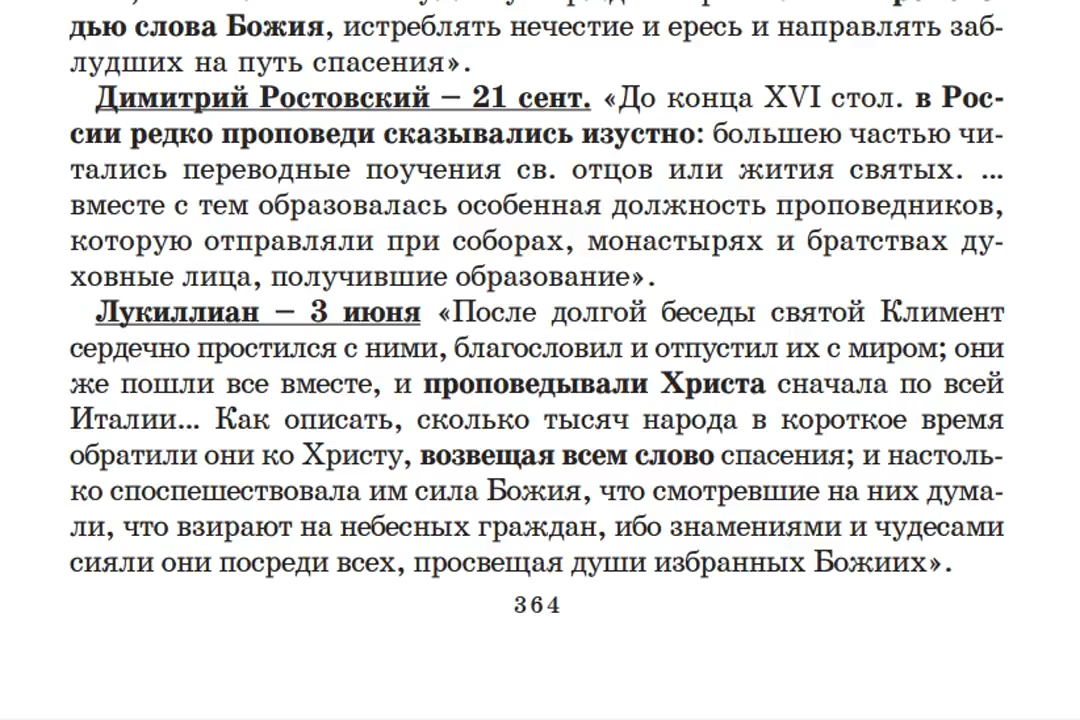 дью слова Божия, истреблять нечестие и ересь и направлять заб-
лудших на путь спасения».
Димитрий Ростовский – 21 сент. «До конца XVI стол. в Рос-
сии редко проповеди сказывались изустно: большею частью чи-
тались переводные поучения св. отцов или жития святых. ...
вместе с тем образовалась особенная должность проповедников,
которую отправляли при соборах, монастырях и братствах ду-
ховные лица, получившие образование».
Лукиллиан – 3 июня «После долгой беседы святой Климент
сердечно простился с ними, благословил и отпустил их с миром; они
же пошли все вместе, и проповедывали Христа сначала по всей
Италии... Как описать, сколько тысяч народа в короткое время
обратили они ко Христу, возвещая всем слово спасения; и настоль-
ко споспешествовала им сила Божия, что смотревшие на них дума-
ли, что взирают на небесных граждан, ибо знамениями и чудесами
сияли они посреди всех, просвещая души избранных Божиих».
364